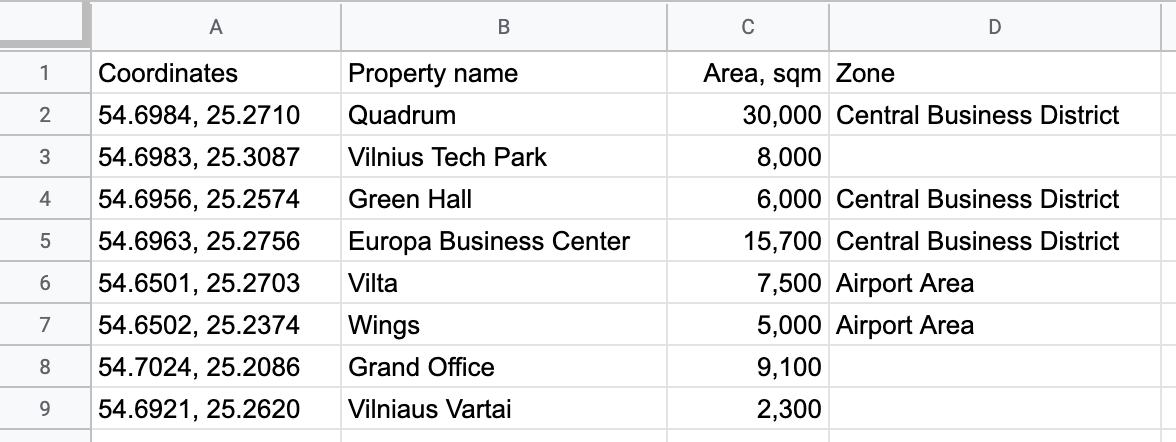 A B C D
1 Coordinates Property name Area, sqm Zone
2 54.6984, 25.2710 Quadrum 30,000 Central Business District
3 54.6983, 25.3087 Vilnius Tech Park 8,000
4 54.6956, 25.2574 Green Hall 6,000 Central Business District
5 54.6963, 25.2756 Europa Business Center 15,700 Central Business District
6 54.6501, 25.2703 Vilta 7,500 Airport Area
7 54.6502, 25.2374 Wings 5,000 Airport Area
8 54.7024, 25.2086 Grand Office 9,100
9 54.6921, 25.2620 Vilniaus Vartai 2,300